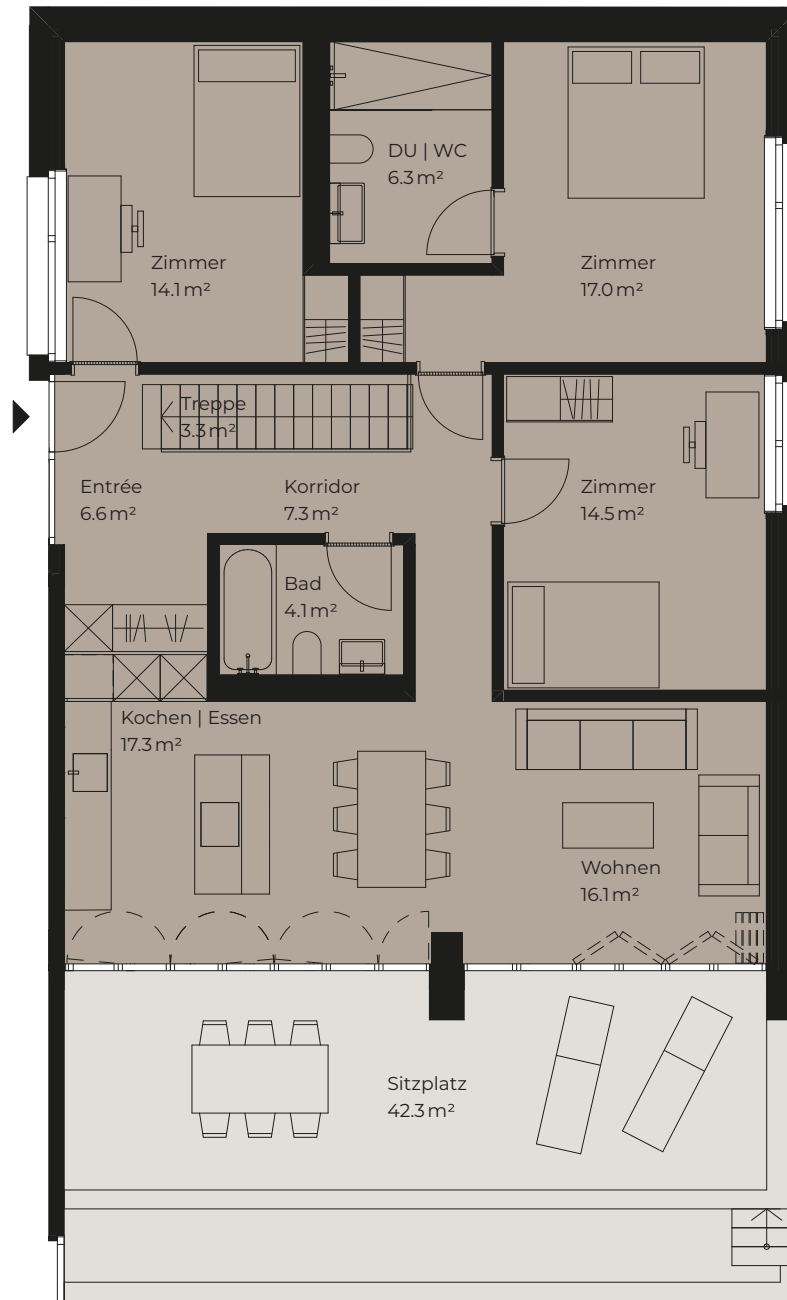 DU | WC
6.3 m²
Zimmer
14.1 m²
Zimmer
17.0 m²
Treppe
3.3 m²
Entrée
6.6 m²
Korridor
7.3 m²
Zimmer
14.5 m²
Bad
4.1 m²
Kochen | Essen
17.3 m²
Wohnen
16.1 m²
Sitzplatz
42.3 m²